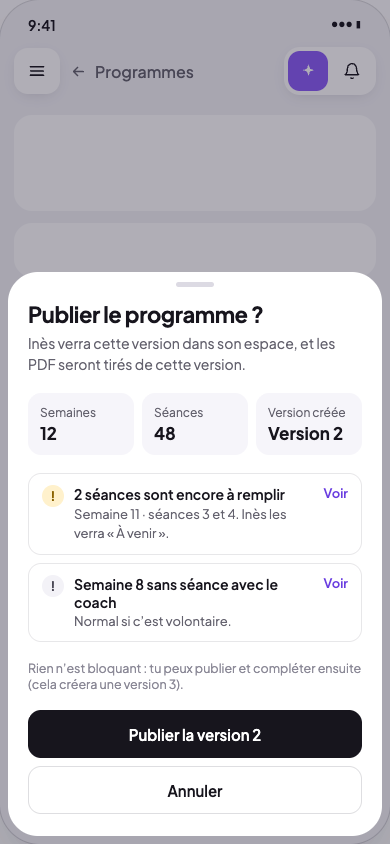 9:41
← Programmes
Publier le programme ?
Inès verra cette version dans son espace, et les
PDF seront tirés de cette version.
Semaines
Séances
Version créée
12
48
Version 2
! 2 séances sont encore à remplir Voir
Semaine 11 · séances 3 et 4. Inès les
verra « À venir ».
! Semaine 8 sans séance avec le Voir
coach
Normal si c'est volontaire.
Rien n'est bloquant : tu peux publier et compléter ensuite
(cela créera une version 3).
Publier la version 2
Annuler